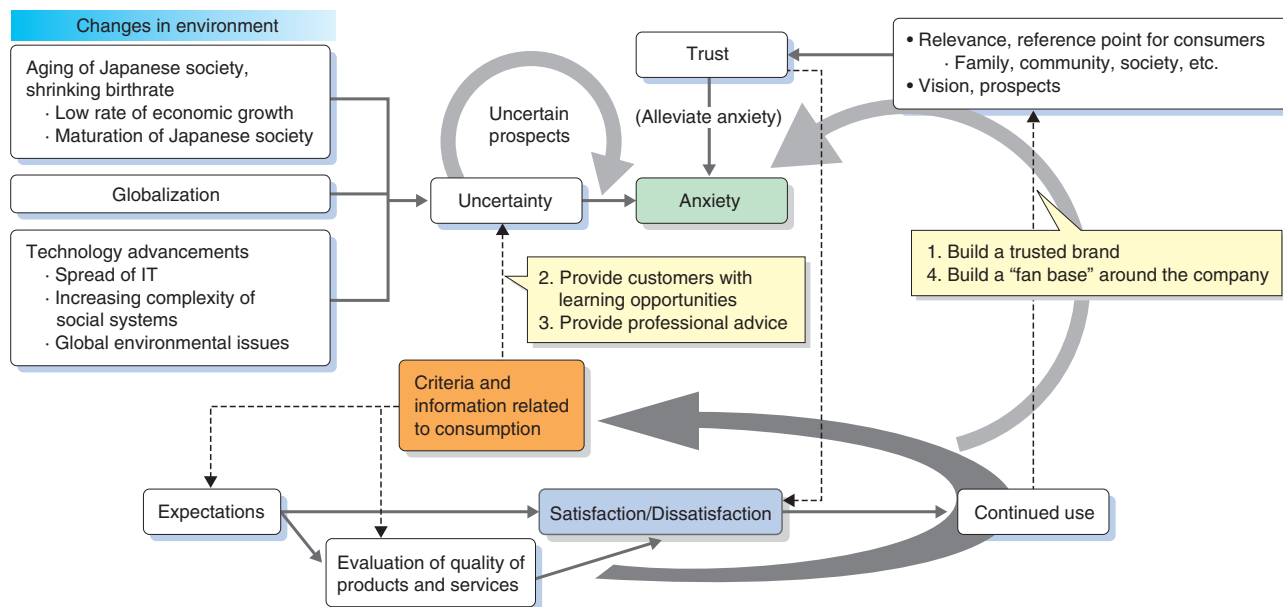 Changes in environment
Aging of Japanese society,
shrinking birthrate
· Low rate of economic growth
· Maturation of Japanese society
Globalization
Technology advancements
· Spread of IT
· Increasing complexity of
social systems
· Global environmental issues
Uncertain
prospects
Uncertainty
Trust
(Alleviate anxiety)
Anxiety
• Relevance, reference point for consumers
· Family, community, society, etc.
• Vision, prospects
1. Build a trusted brand
4. Build a “fan base” around the company
2. Provide customers with
learning opportunities
3. Provide professional advice
Criteria and
information related
to consumption
Expectations
Satisfaction/Dissatisfaction
Continued use
Evaluation of quality of
products and services